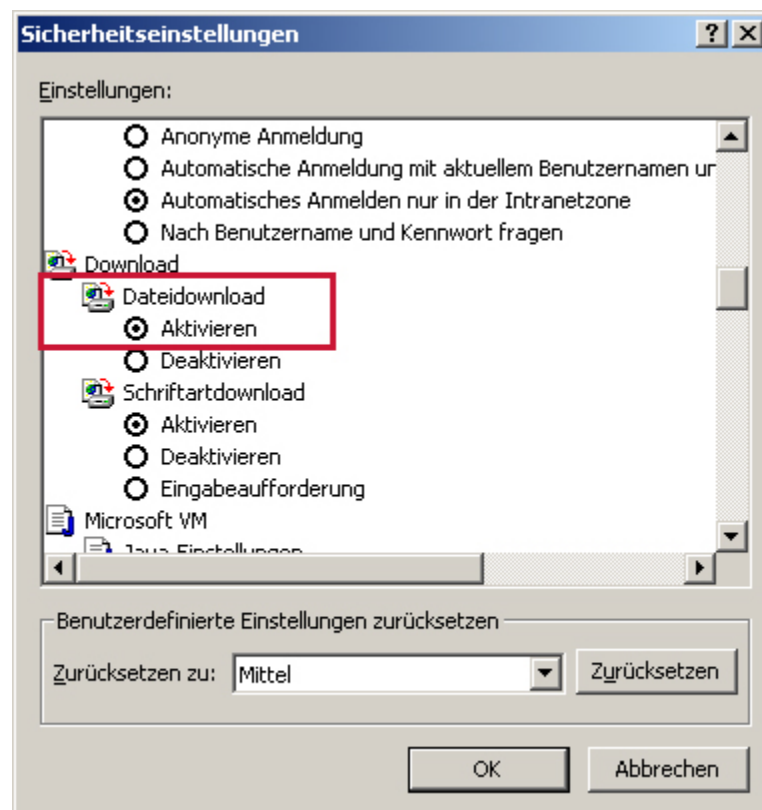 Sicherheitseinstellungen
Einstellungen:
Anonyme Anmeldung
Automatische Anmeldung mit aktuellem Benutzernamen ur
Automatisches Anmelden nur in der Intranetzone
Nach Benutzername und Kennwort fragen
Download
Dateidownload
Aktivieren
Deaktivieren
Schriftartdownload
Aktivieren
Deaktivieren
Eingabeaufforderung
Microsoft VM
Java-Einstellungen
Benutzerdefinierte Einstellungen zurücksetzen
Zurücksetzen zu: Mittel Zurücksetzen
OK Abbrechen